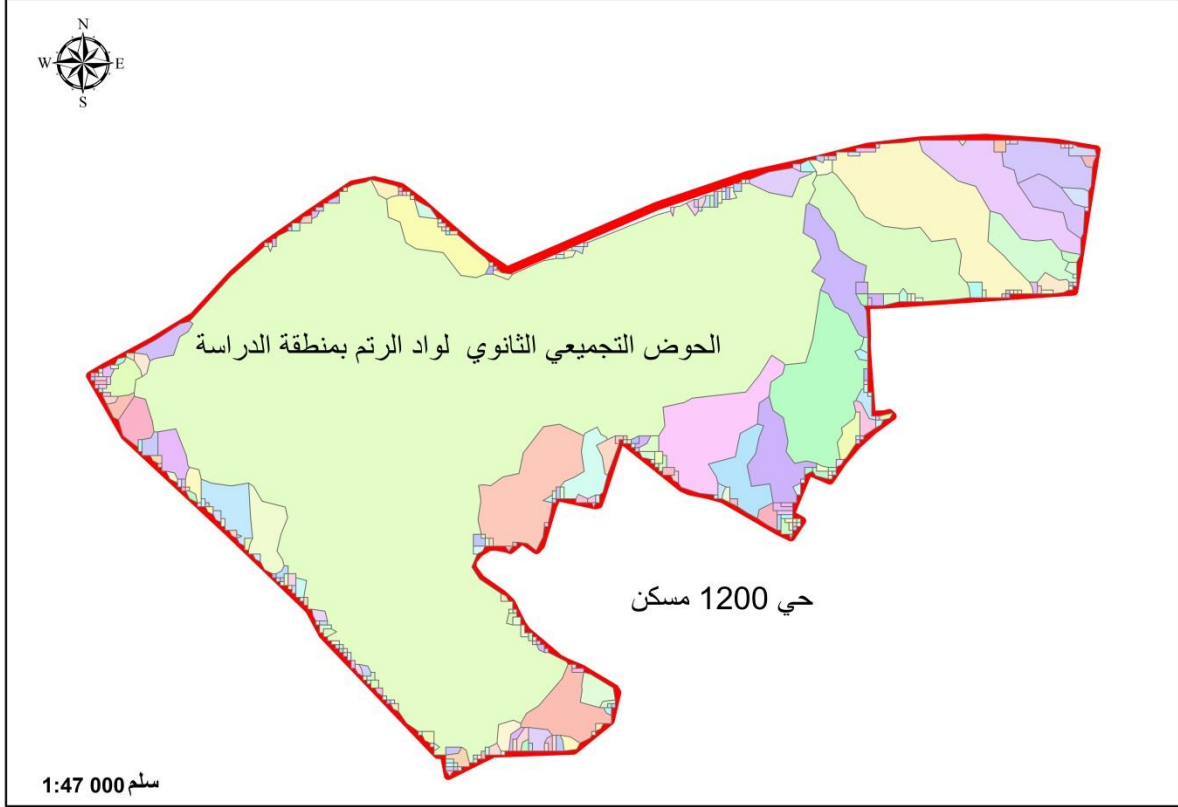 N
W E
S
الحوض التجميعي الثانوي لواد الرتم بمنطقة الدراسة
حي 1200 مسكن
سلم 1:47 000